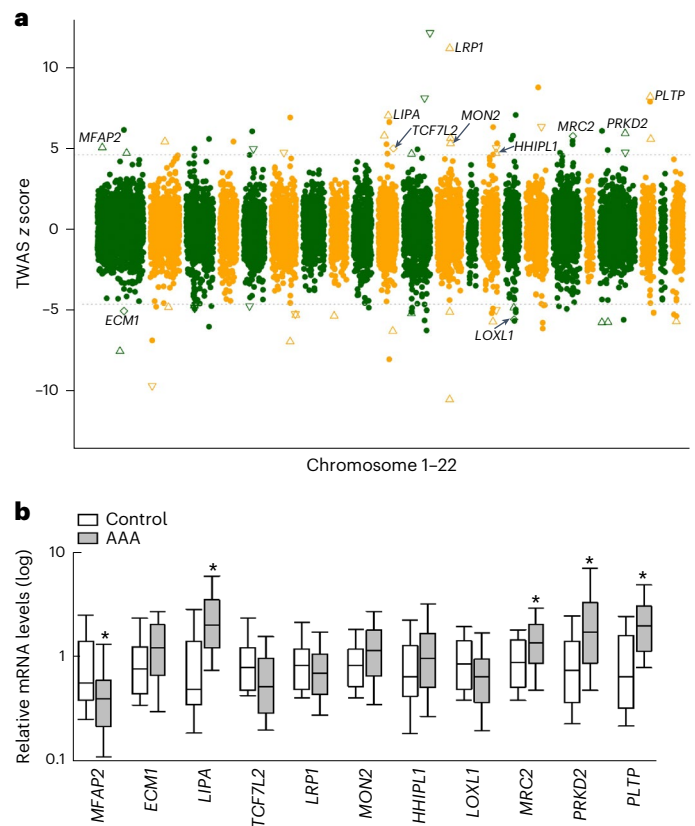 a
TWAS z score
10
5
0
−5
−10
MFAP2
ECM1
LIPA
TCF7L2
LRP1
MON2
HHIPL1
LOXL1
MRC2
PRKD2
PLTP
Chromosome 1–22
b
Control
AAA
Relative mRNA levels (log)
10
1
0.1
* * * * *
MFAP2 ECM1 LIPA TCF7L2 LRP1 MON2 HHIPL1 LOXL1 MRC2 PRKD2 PLTP